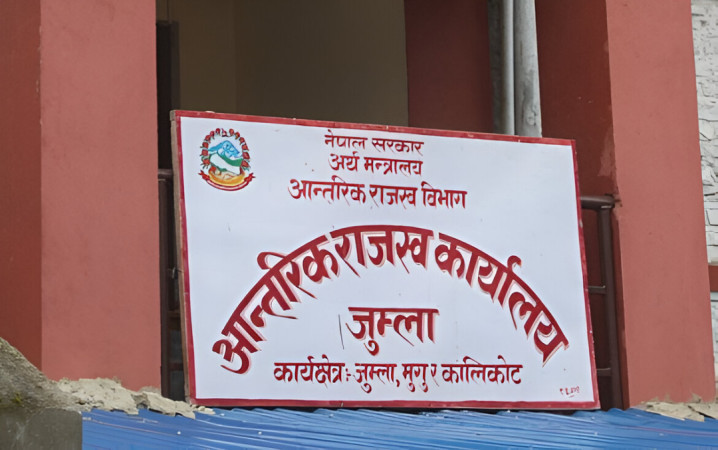 नेपाल सरकार
अर्थ मन्त्रालय
आन्तरिक राजस्व विभाग
आन्तरिक राजस्व कार्यालय
जुम्ला
कार्यक्षेत्रः- जुम्ला, मुगु र कालिकोट